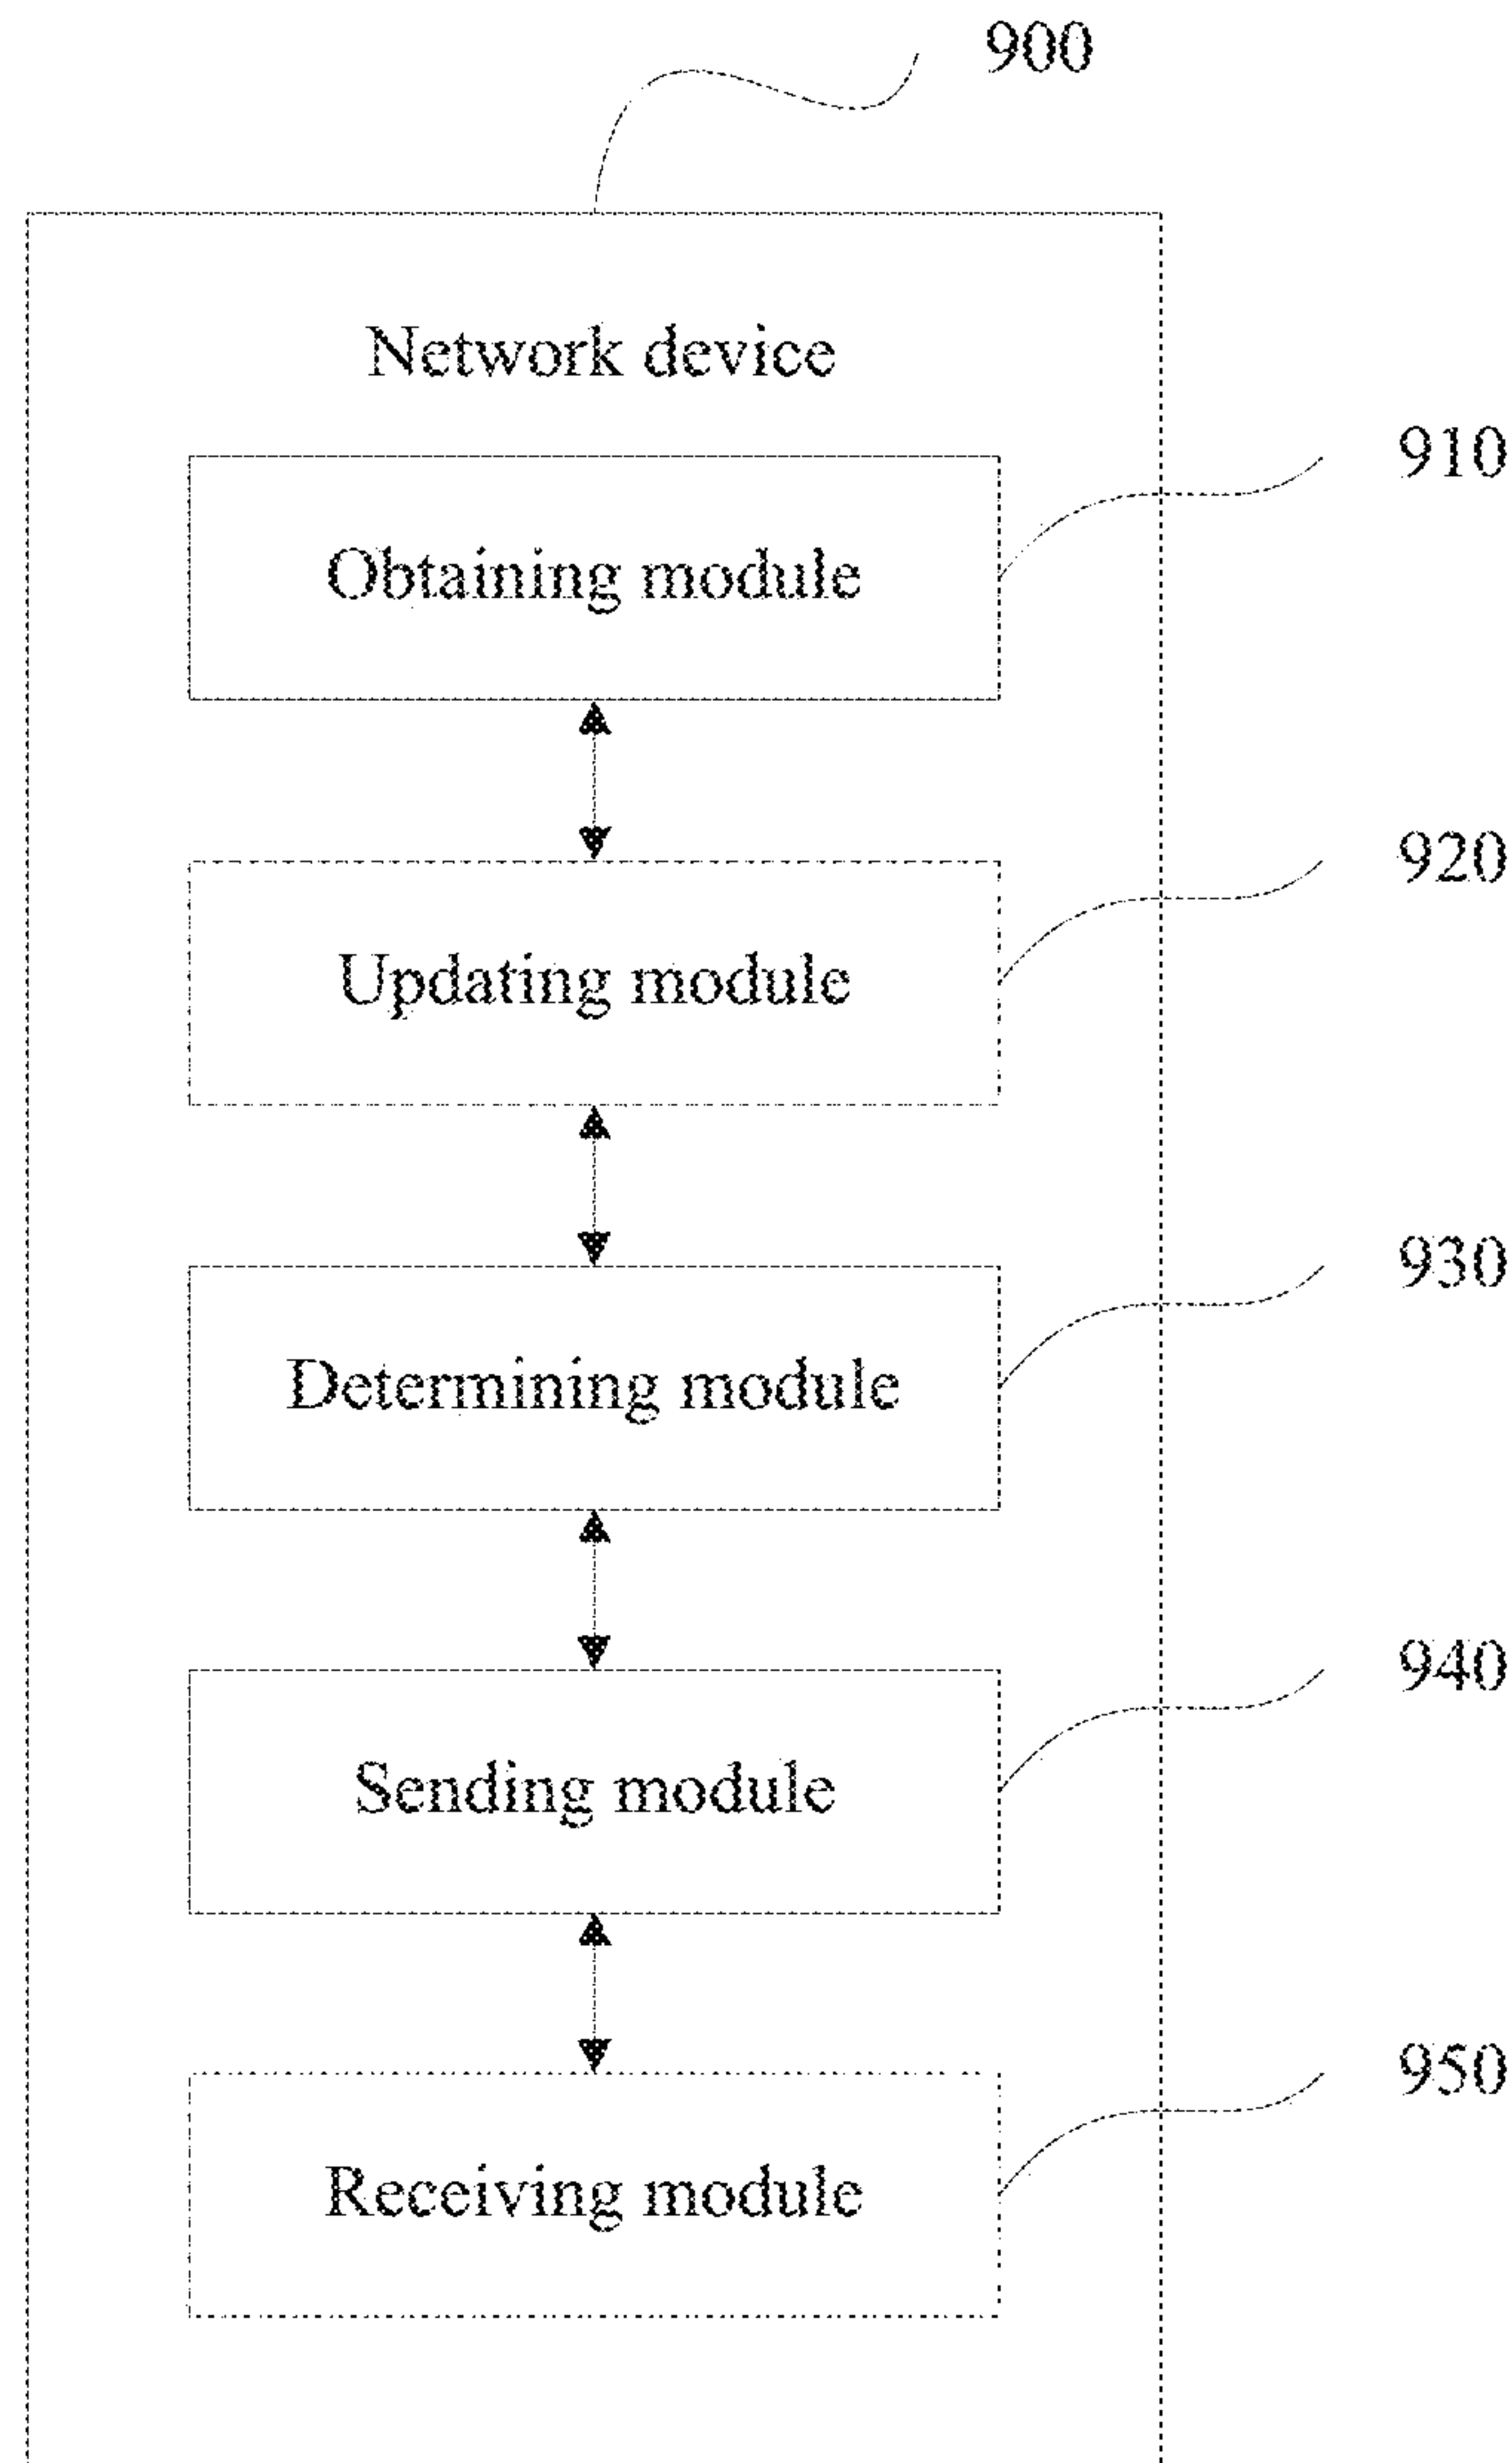 900
Network device
910
Obtaining module
920
Updating module
930
Determining module
940
Sending module
950
Receiving module